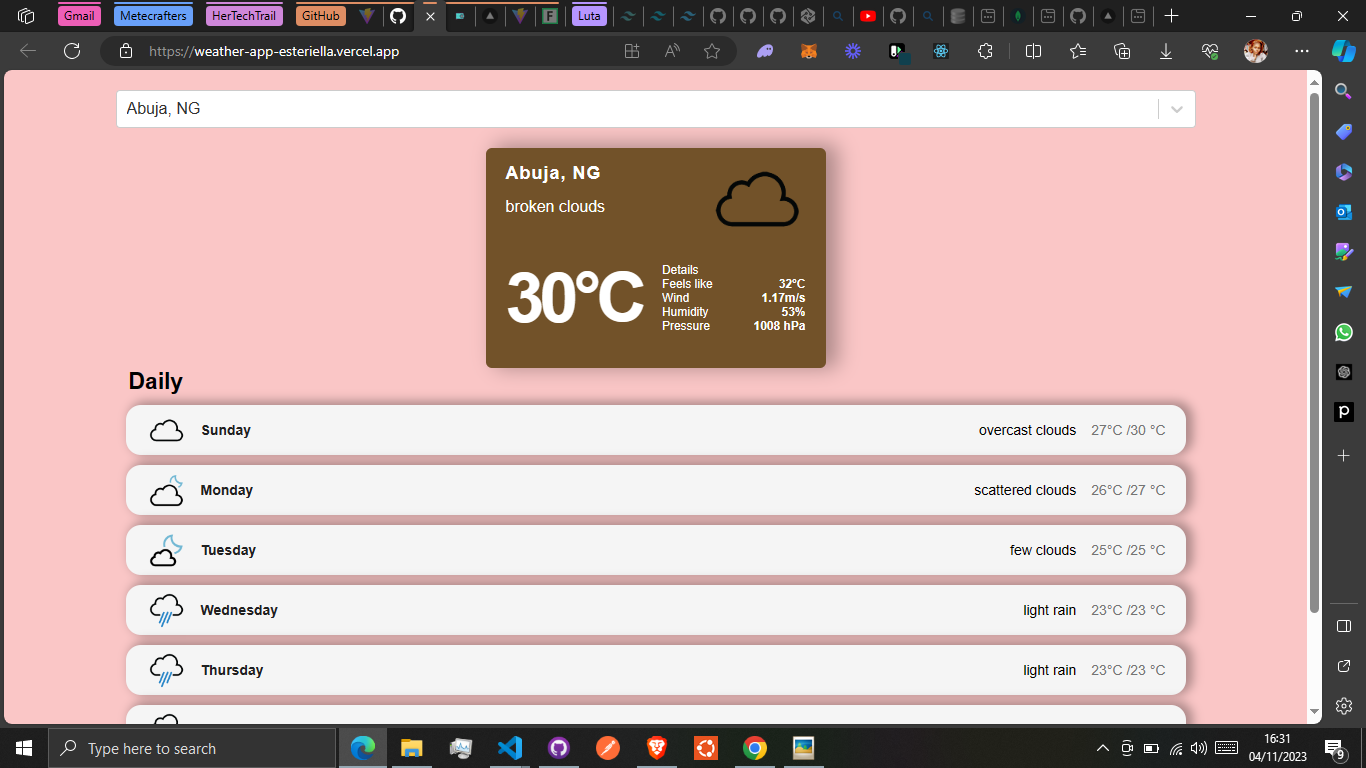 Gmail Metecrafters HerTechTrail GitHub Luta
https://weather-app-esteriella.vercel.app
Abuja, NG
Abuja, NG
broken clouds
30°C
Details
Feels like 32°C
Wind 1.17m/s
Humidity 53%
Pressure 1008 hPa
Daily
Sunday overcast clouds 27°C /30 °C
Monday scattered clouds 26°C /27 °C
Tuesday few clouds 25°C /25 °C
Wednesday light rain 23°C /23 °C
Thursday light rain 23°C /23 °C
Type here to search
16:31
04/11/2023
9